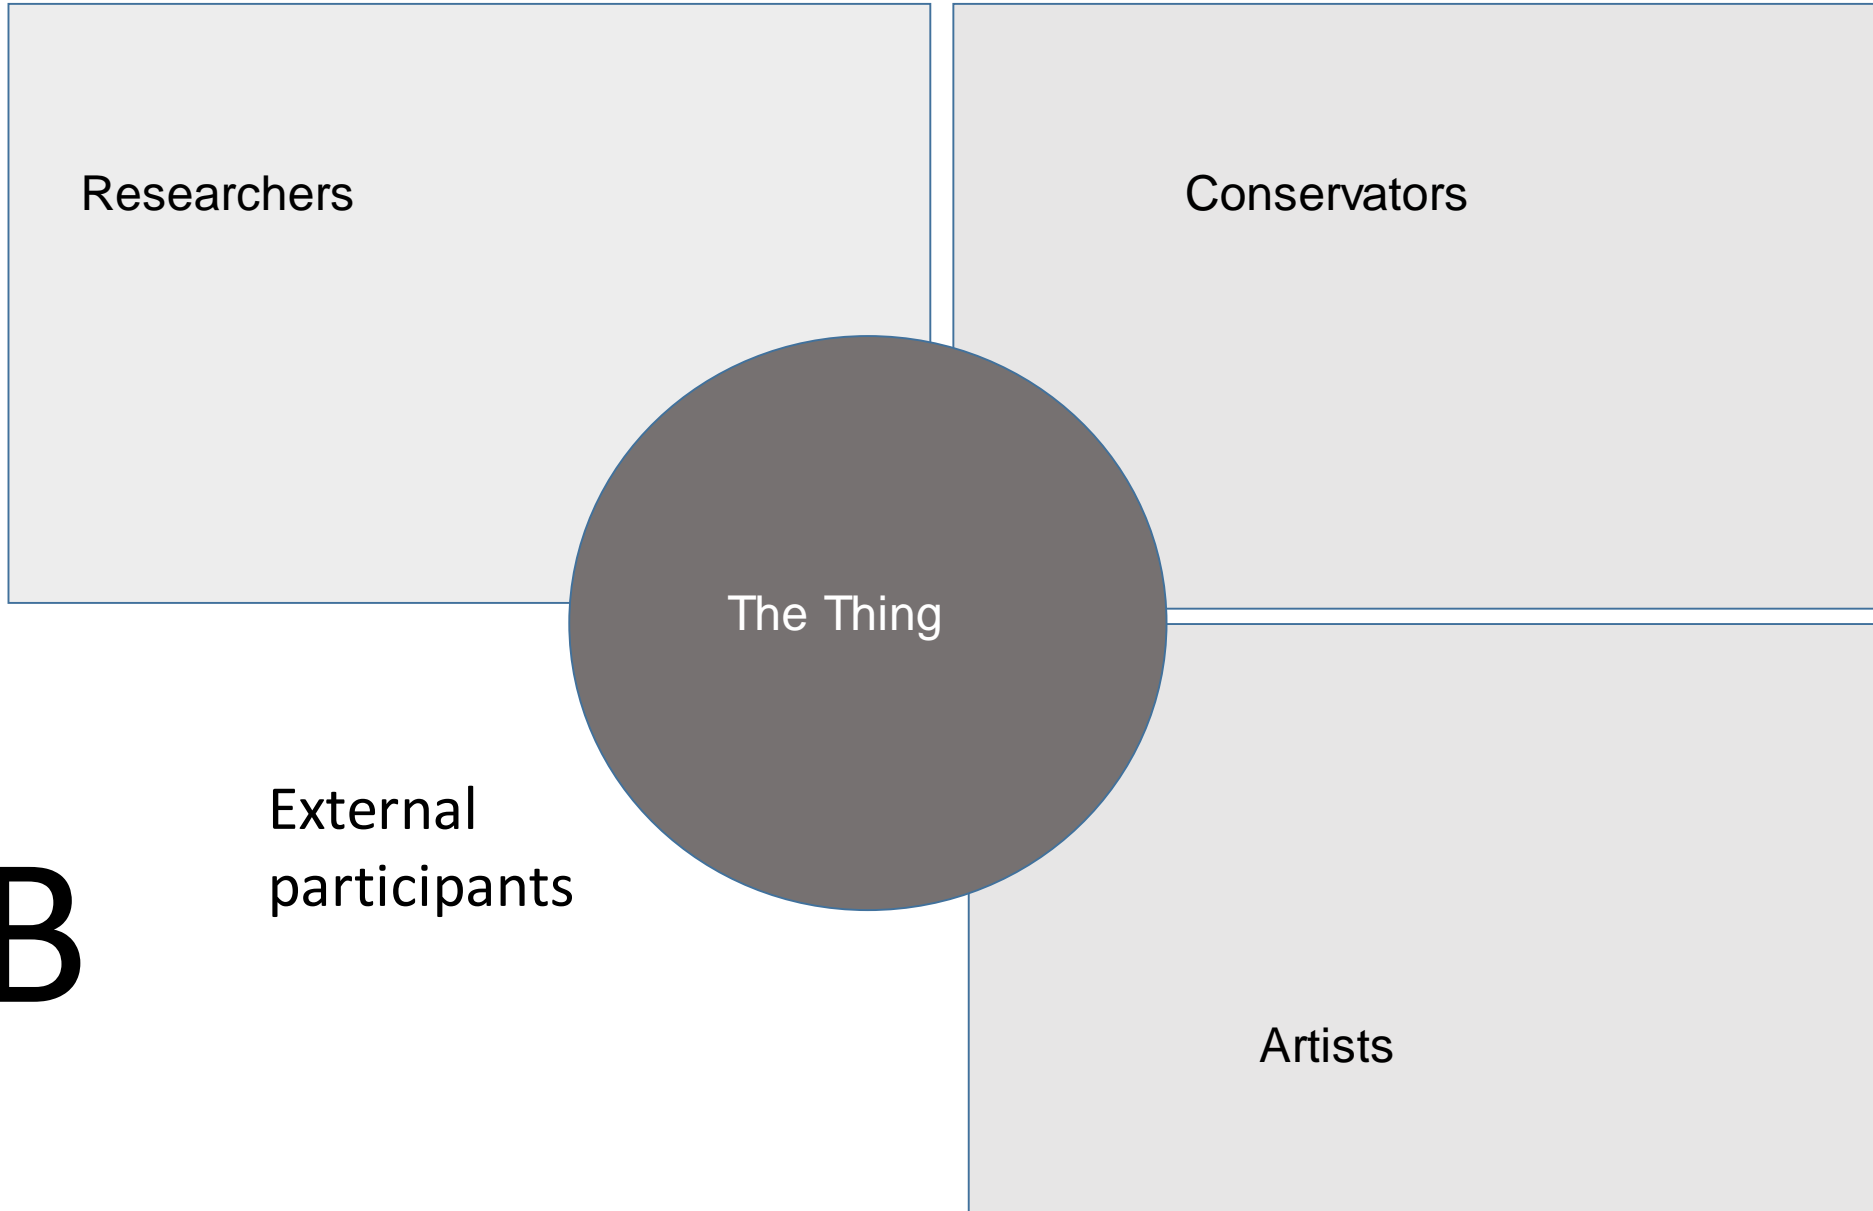 Researchers
Conservators
The Thing
External
participants
B
Artists